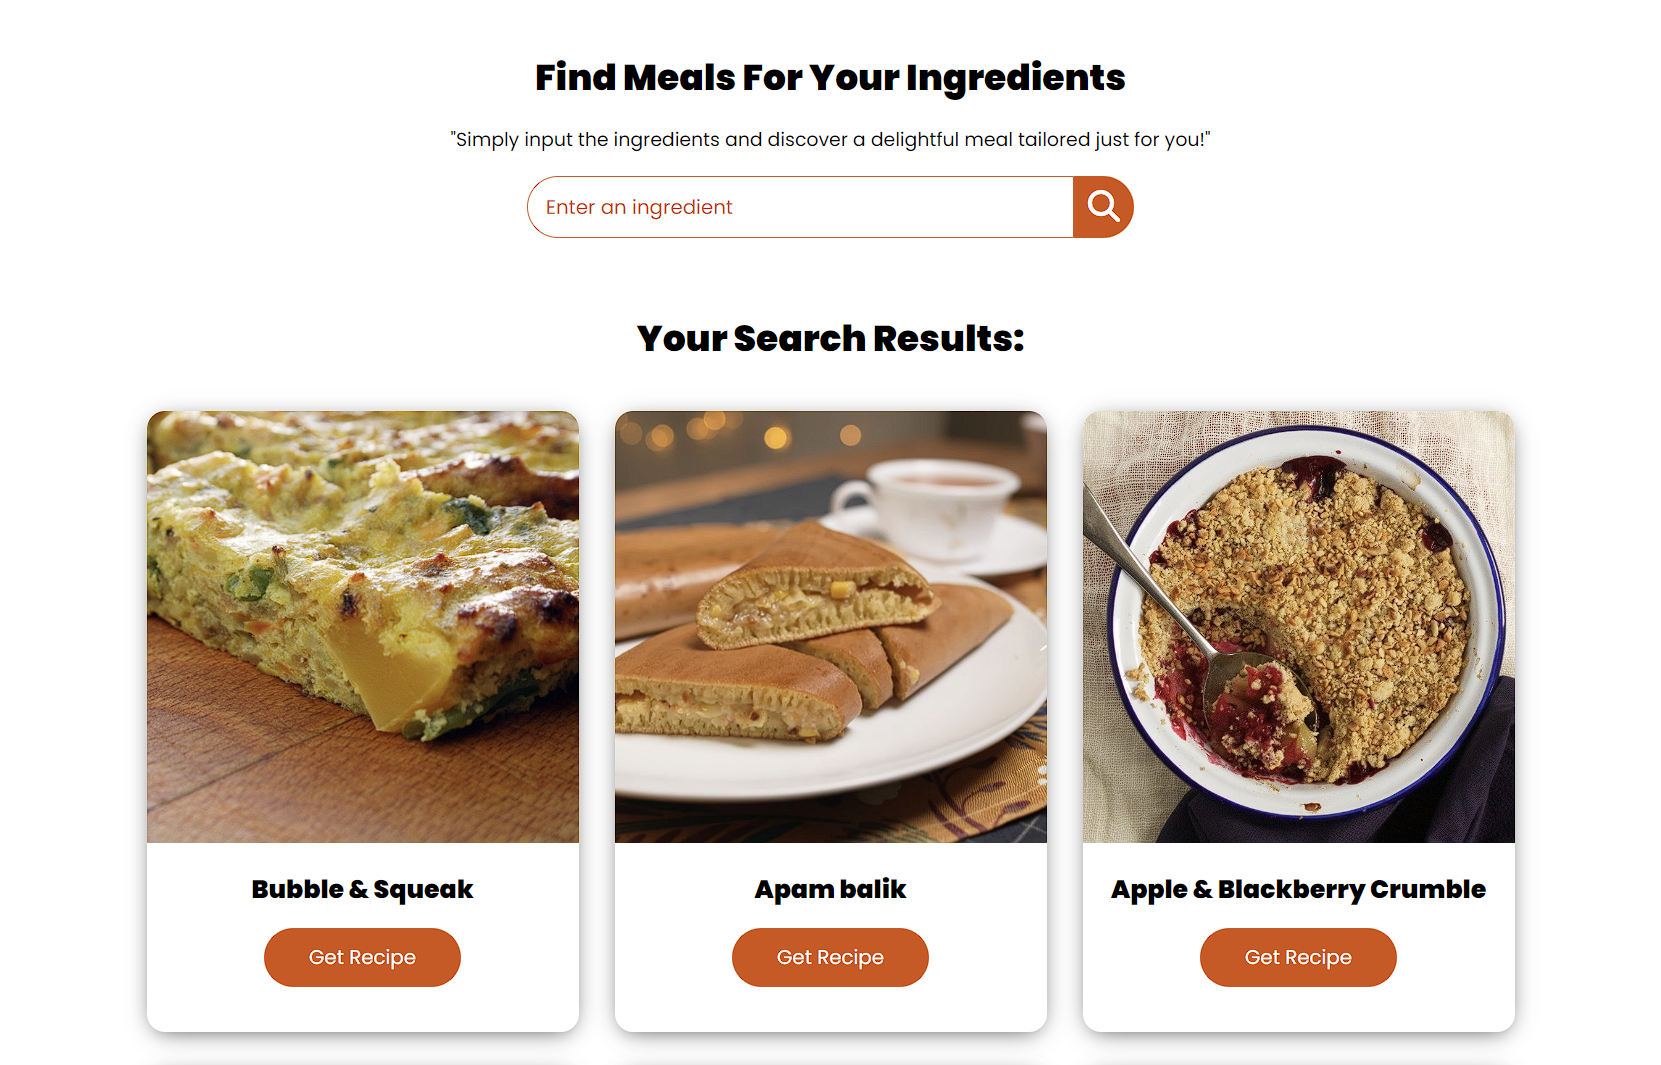 Find Meals For Your Ingredients
"Simply input the ingredients and discover a delightful meal tailored just for you!"
Enter an ingredient
Your Search Results:
Bubble & Squeak
Get Recipe
Apam balik
Get Recipe
Apple & Blackberry Crumble
Get Recipe